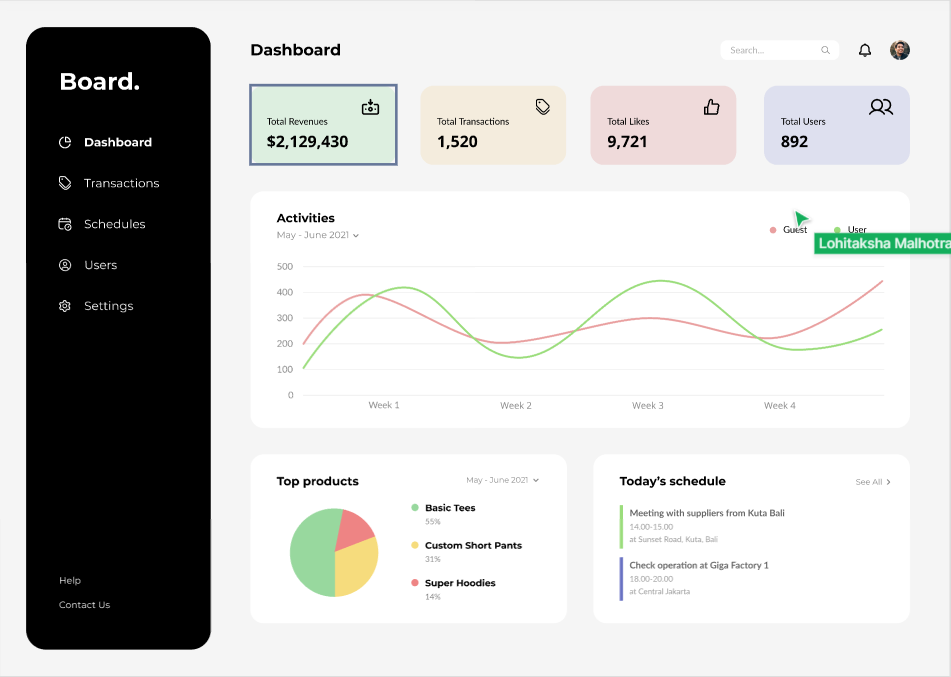 Board.
Dashboard
Transactions
Schedules
Users
Settings
Help
Contact Us
Dashboard
Search...
Total Revenues
$2,129,430
Total Transactions
1,520
Total Likes
9,721
Total Users
892
Activities
May - June 2021
Guest
User
Lohitaksha Malhotra
500
400
300
200
100
0
Week 1
Week 2
Week 3
Week 4
Top products
May - June 2021
Basic Tees
55%
Custom Short Pants
31%
Super Hoodies
14%
Today's schedule
See All
Meeting with suppliers from Kuta Bali
14.00-15.00
at Sunset Road, Kuta, Bali
Check operation at Giga Factory 1
18.00-20.00
at Central Jakarta